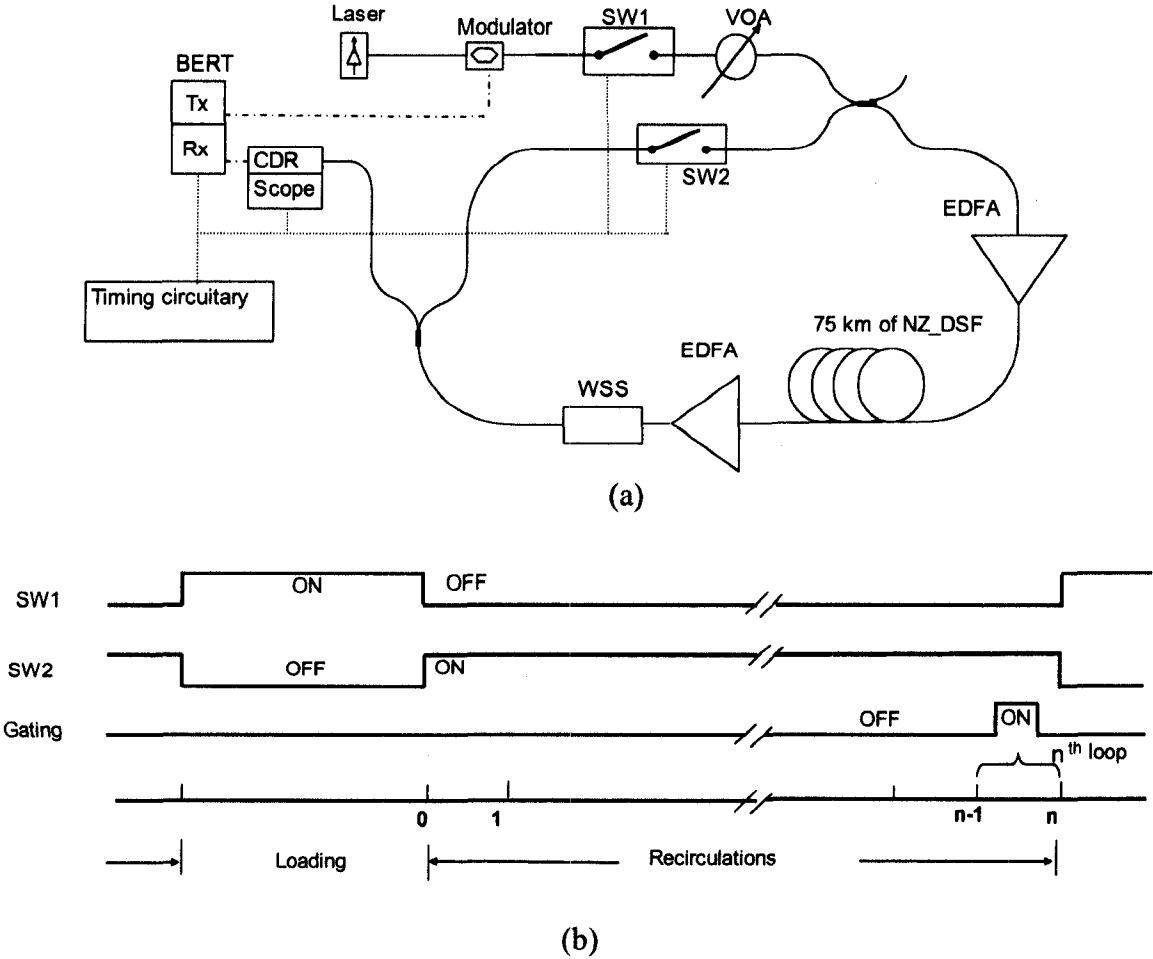 Laser
Modulator
SW1
VOA
BERT
Tx
Rx
CDR
Scope
SW2
EDFA
Timing circuitary
75 km of NZ_DSF
EDFA
WSS
(a)
SW1
ON
OFF
SW2
OFF
ON
Gating
OFF
ON
nth loop
0
1
n-1
n
Loading
Recirculations
(b)